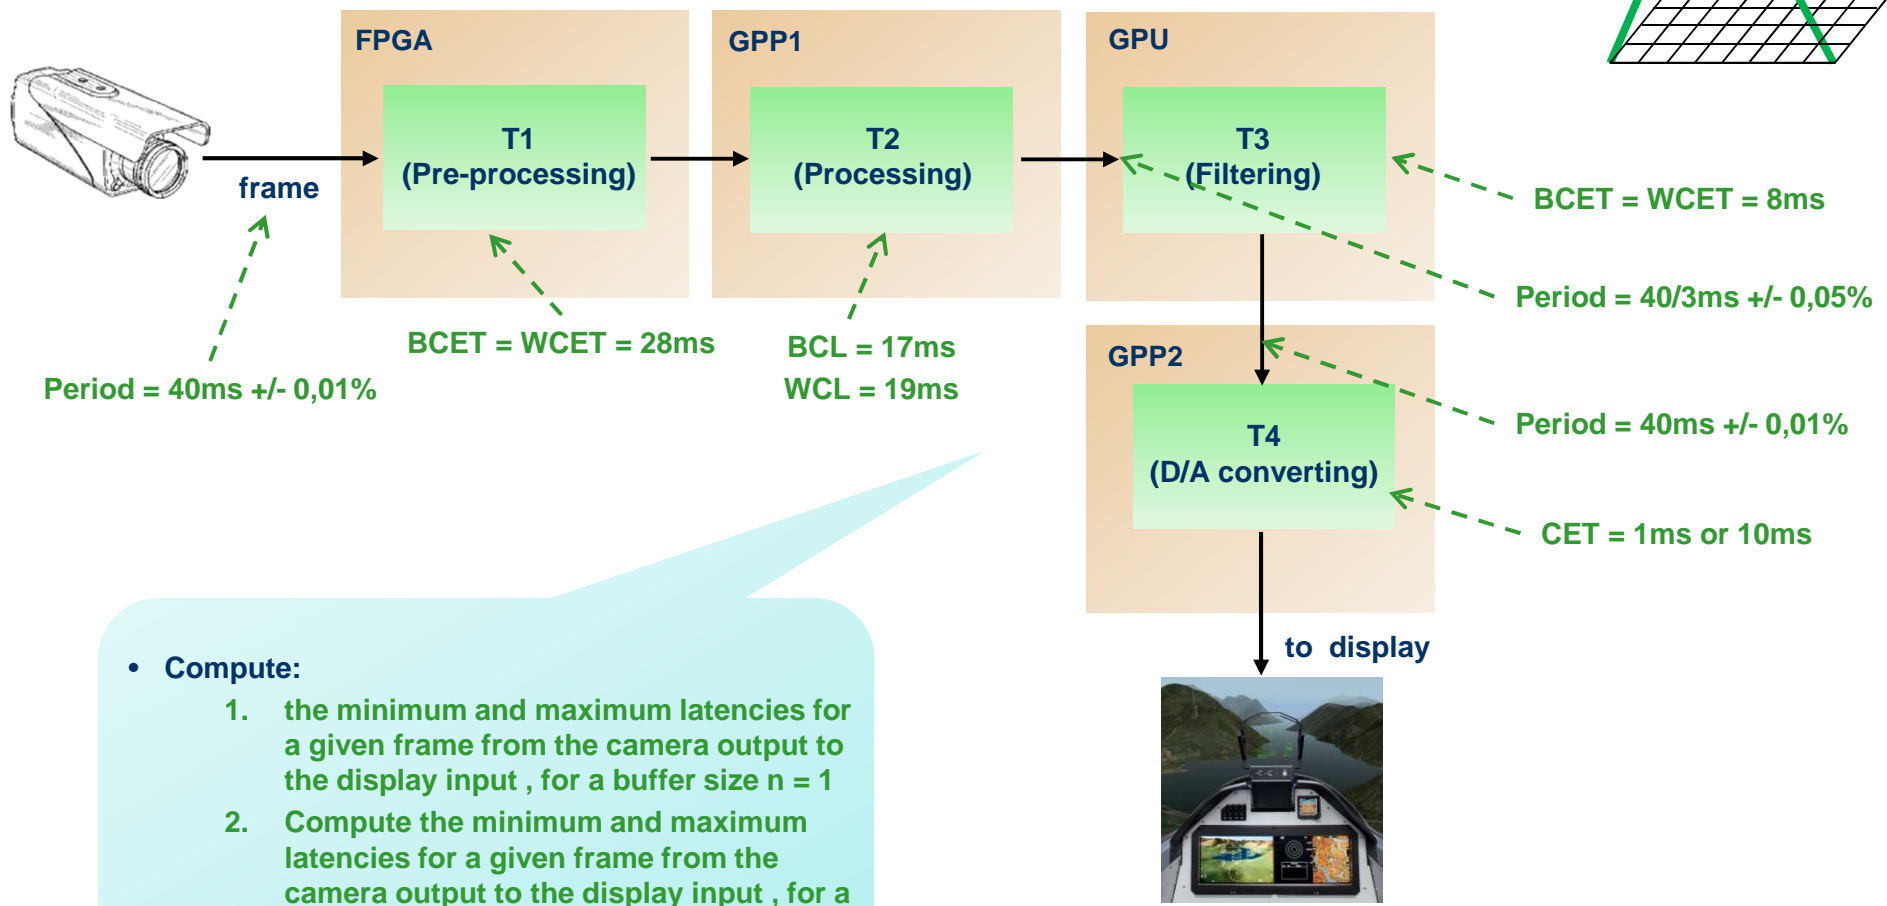 FPGA
GPP1
GPU
T1
(Pre-processing)
T2
(Processing)
T3
(Filtering)
frame
BCET = WCET = 8ms
Period = 40/3ms +/- 0,05%
BCET = WCET = 28ms
BCL = 17ms
WCL = 19ms
Period = 40ms +/- 0,01%
GPP2
Period = 40ms +/- 0,01%
T4
(D/A converting)
CET = 1ms or 10ms
to display
• Compute:
1. the minimum and maximum latencies for
a given frame from the camera output to
the display input , for a buffer size n = 1
2. Compute the minimum and maximum
latencies for a given frame from the
camera output to the display input , for a